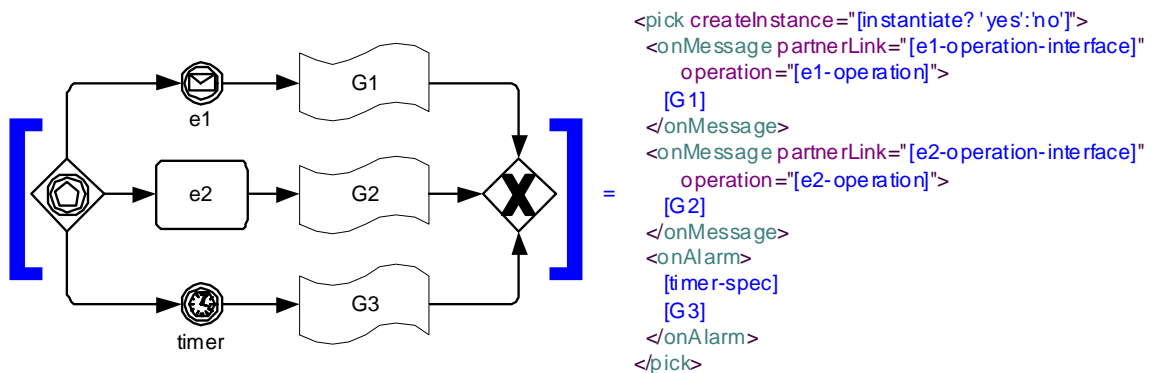 G1
e1
e2
G2
G3
timer
=
<pick createInstance="[instantiate? 'yes':'no']">
<onMessage partnerLink="[e1-operation-interface]"
operation="[e1-operation]">
[G1]
</onMessage>
<onMessage partnerLink="[e2-operation-interface]"
operation="[e2-operation]">
[G2]
</onMessage>
<onAlarm>
[timer-spec]
[G3]
</onAlarm>
</pick>